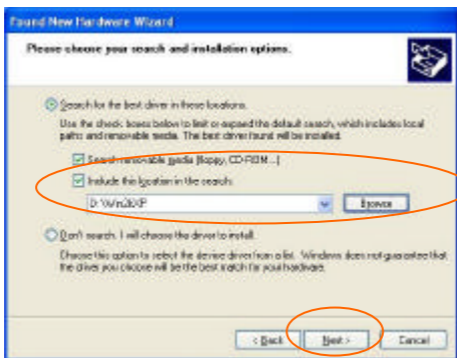 Found New Hardware Wizard
Please choose your search and installation options.
Search for the best driver in these locations.
Use the check boxes below to limit or expand the default search, which includes local
paths and removable media. The best driver found will be installed.
Search removable media (floppy, CD-ROM...)
Include this location in the search:
Browse
Don't search. I will choose the driver to install.
Choose this option to select the device driver from a list. Windows does not guarantee that
the driver you choose will be the best match for your hardware.
< Back
Next >
Cancel